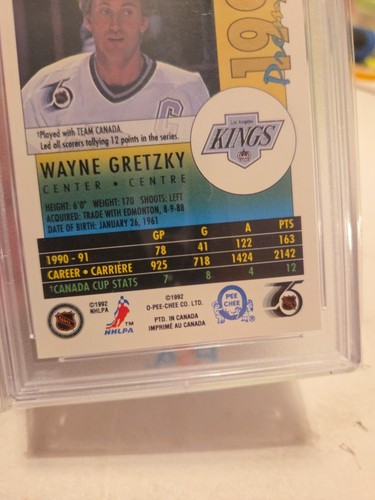 199
75
C
†Played with TEAM CANADA.
Led all scorers tallying 12 points in the series.
Los Angeles
KINGS
WAYNE GRETZKY
CENTER • CENTRE
HEIGHT: 6'0" WEIGHT: 170 SHOOTS: LEFT
ACQUIRED: TRADE WITH EDMONTON, 8-9-88
DATE OF BIRTH: JANUARY 26, 1961
GP G A PTS
1990 - 91 78 41 122 163
CAREER • CARRIÈRE 925 718 1424 2142
†CANADA CUP STATS 7 8 4 12
©1992
NHLPA
NHLPA
TM
©1992
O-PEE-CHEE CO. LTD.
PTD. IN CANADA
IMPRIMÉ AU CANADA
O
PEE
CHEE
75